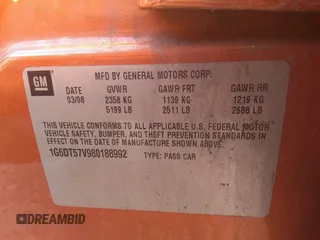 GM
MFD BY GENERAL MOTORS CORP.
DATE GVWR GAWR FRT GAWR RR
03/08 2358 KG 1139 KG 1219 KG
5199 LB 2511 LB 2688 LB
THIS VEHICLE CONFORMS TO ALL APPLICABLE U.S. FEDERAL MOTOR
VEHICLE SAFETY, BUMPER, AND THEFT PREVENTION STANDARDS IN
EFFECT ON THE DATE OF MANUFACTURE SHOWN ABOVE.
1G6DT57V980188992 TYPE: PASS CAR
DREAMBID